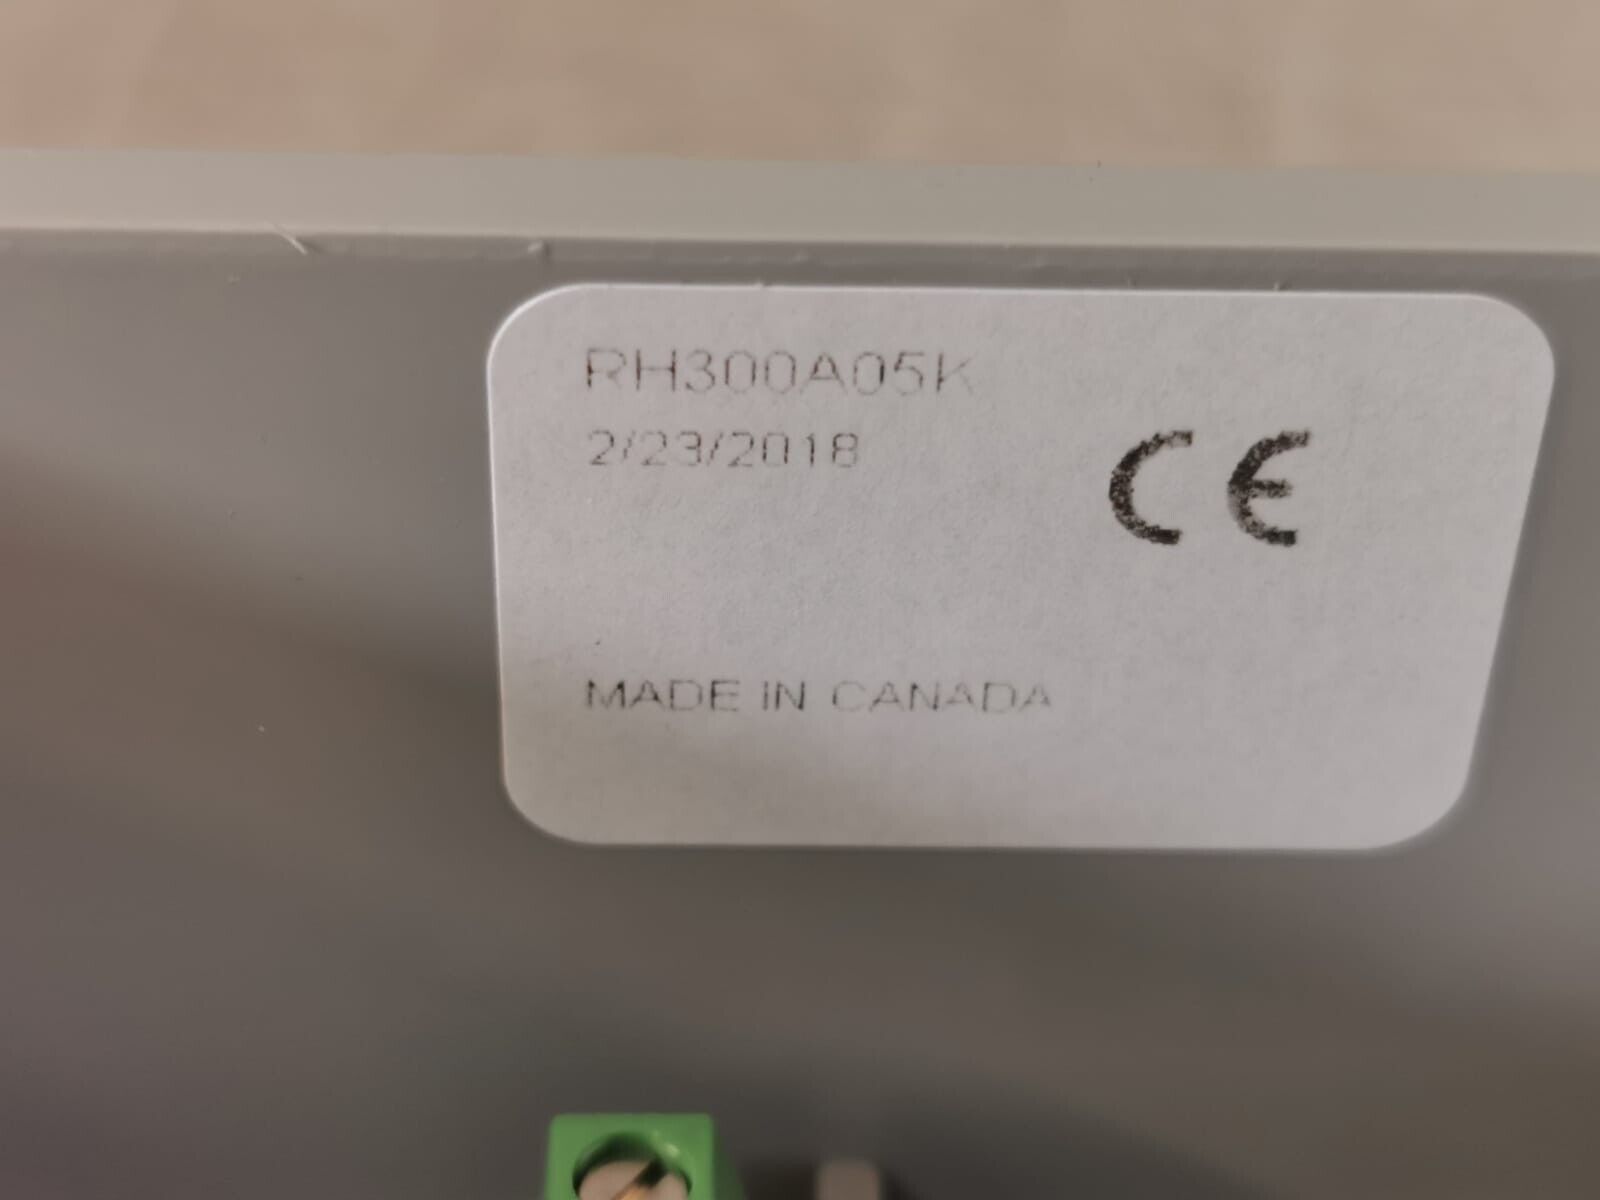 RH300A05K
2/23/2018
CE
MADE IN CANADA